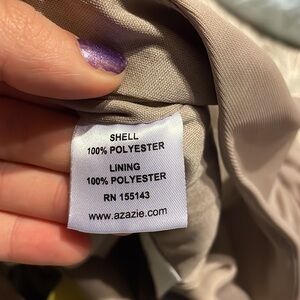 SHELL
100% POLYESTER
LINING
100% POLYESTER
RN 155143
www.azazie.com